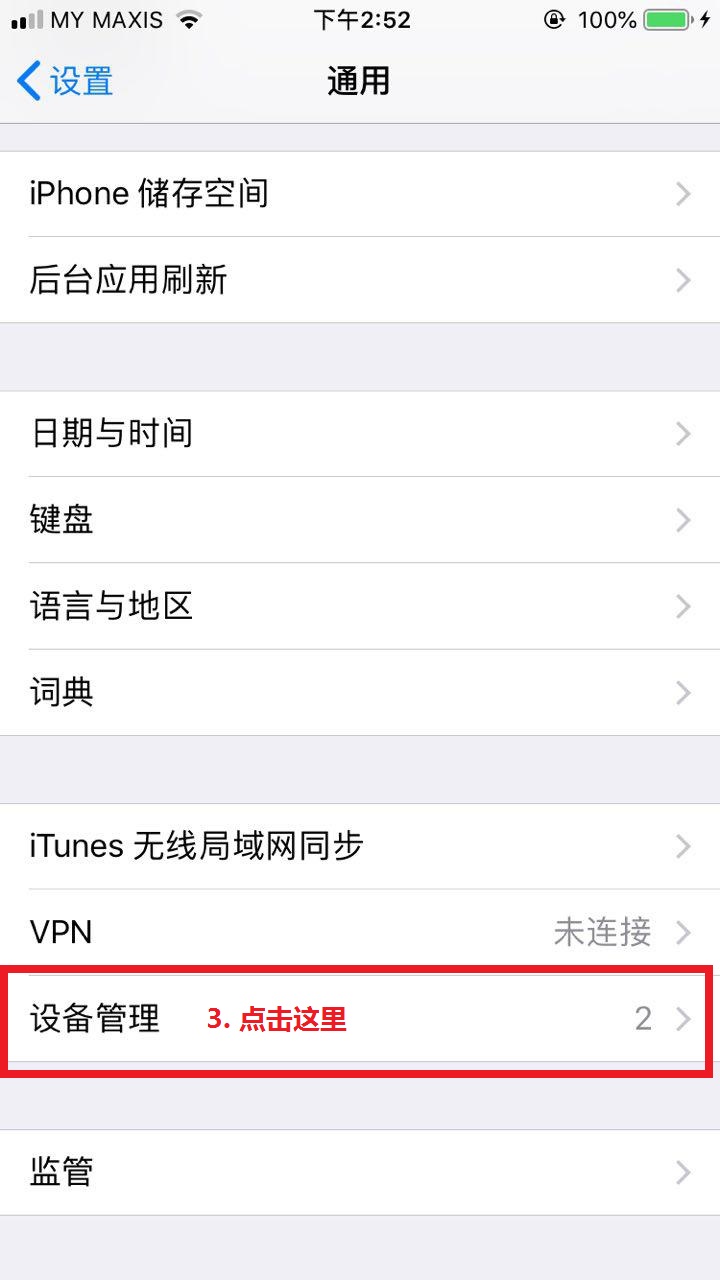 MY MAXIS 下午2:52 100%
设置 通用
iPhone 储存空间
后台应用刷新
日期与时间
键盘
语言与地区
词典
iTunes 无线局域网同步
VPN 未连接
设备管理 3. 点击这里 2
监管